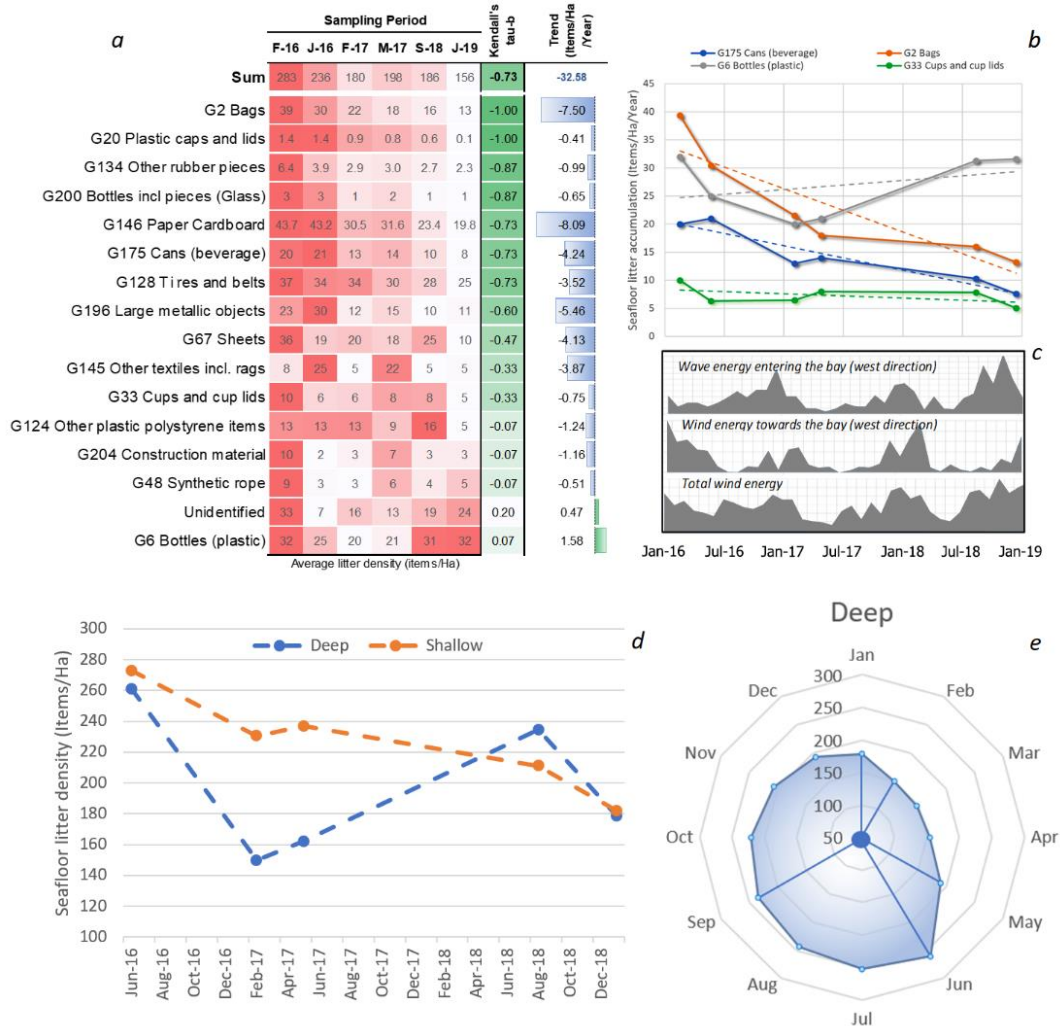 a
Sampling Period
Kendall's tau-b
Trend (Items/Ha /Year)
F-16 J-16 F-17 M-17 S-18 J-19
Sum 283 236 180 198 186 156 -0.73 -32.58
G2 Bags 39 30 22 18 16 13 -1.00 -7.50
G20 Plastic caps and lids 1.4 1.4 0.9 0.8 0.6 0.1 -1.00 -0.41
G134 Other rubber pieces 6.4 3.9 2.9 3.0 2.7 2.3 -0.87 -0.99
G200 Bottles incl pieces (Glass) 3 3 1 2 1 1 -0.87 -0.65
G146 Paper Cardboard 43.7 43.2 30.5 31.6 23.4 19.8 -0.73 -8.09
G175 Cans (beverage) 20 21 13 14 10 8 -0.73 -4.24
G128 Tires and belts 37 34 34 30 28 25 -0.73 -3.52
G196 Large metallic objects 23 30 12 15 10 11 -0.60 -5.46
G67 Sheets 36 19 20 18 25 10 -0.47 -4.13
G145 Other textiles incl. rags 8 25 5 22 5 5 -0.33 -3.87
G33 Cups and cup lids 10 6 6 8 8 5 -0.33 -0.75
G124 Other plastic polystyrene items 13 13 13 9 16 5 -0.07 -1.24
G204 Construction material 10 2 3 7 3 3 -0.07 -1.16
G48 Synthetic rope 9 3 3 6 4 5 -0.07 -0.51
Unidentified 33 7 16 13 19 24 0.20 0.47
G6 Bottles (plastic) 32 25 20 21 31 32 0.07 1.58
Average litter density (items/Ha)
b
G175 Cans (beverage) G2 Bags
G6 Bottles (plastic) G33 Cups and cup lids
Seafloor litter accumulation (Items/Ha/Year)
45
40
35
30
25
20
15
10
5
0
c
Wave energy entering the bay (west direction)
Wind energy towards the bay (west direction)
Total wind energy
Jan-16 Jul-16 Jan-17 Jul-17 Jan-18 Jul-18 Jan-19
d
Deep Shallow
Seafloor litter density (Items/Ha)
300
280
260
240
220
200
180
160
140
120
100
Jun-16 Aug-16 Oct-16 Dec-16 Feb-17 Apr-17 Jun-17 Aug-17 Oct-17 Dec-17 Feb-18 Apr-18 Jun-18 Aug-18 Oct-18 Dec-18
Deep
e
Jan
Feb
Mar
Apr
May
Jun
Jul
Aug
Sep
Oct
Nov
Dec
300
250
200
150
100
50